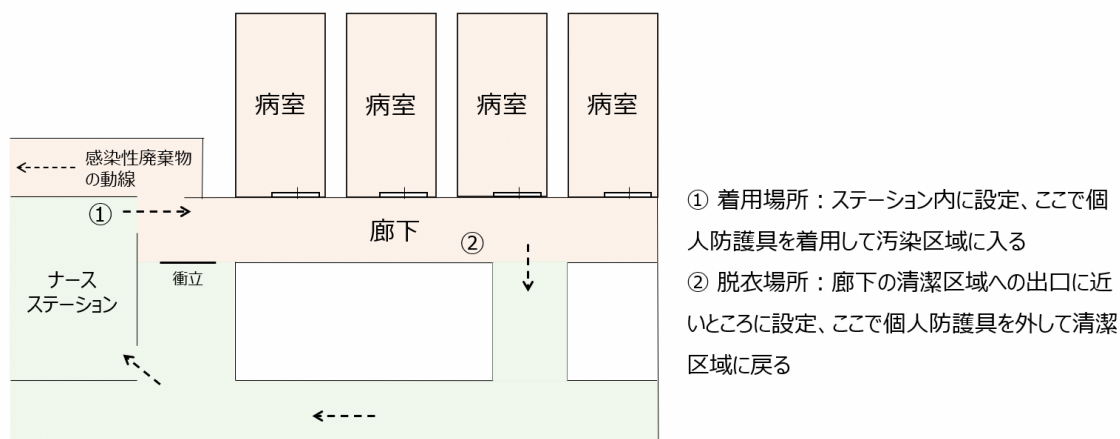 病室
病室
病室
病室
感染性廃棄物
の動線
①
廊下
②
ナース
ステーション
衝立
① 着用場所:ステーション内に設定、ここで個
人防護具を着用して汚染区域に入る
② 脱衣場所:廊下の清潔区域への出口に近
いところに設定、ここで個人防護具を外して清潔
区域に戻る